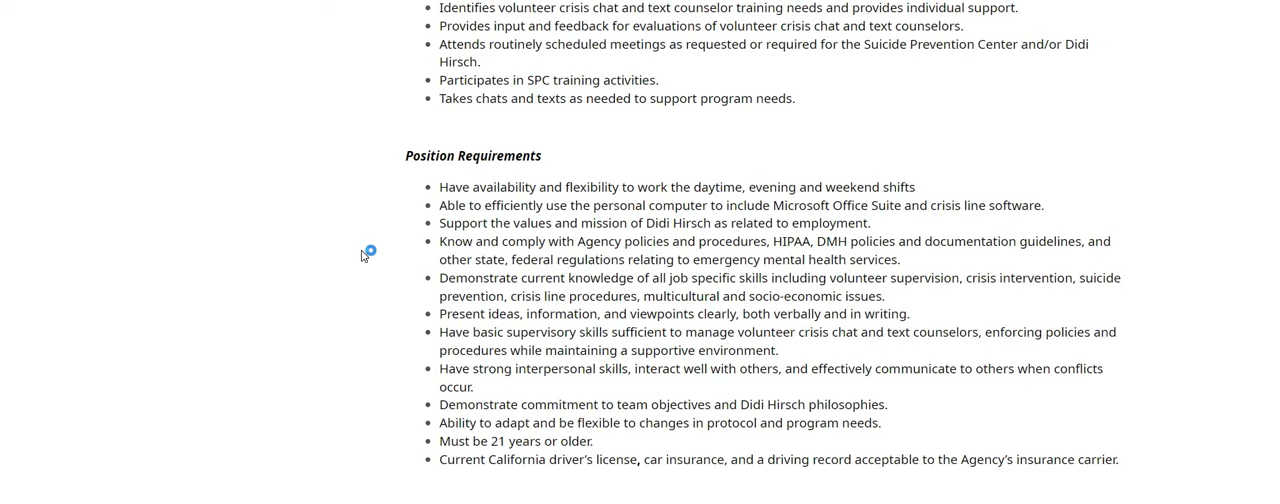 Identifies volunteer crisis chat and text counselor training needs and provides individual support.
Provides input and feedback for evaluations of volunteer crisis chat and text counselors.
Attends routinely scheduled meetings as requested or required for the Suicide Prevention Center and/or Didi
Hirsch.
Participates in SPC training activities.
Takes chats and texts as needed to support program needs.
Position Requirements
Have availability and flexibility to work the daytime, evening and weekend shifts
Able to efficiently use the personal computer to include Microsoft Office Suite and crisis line software.
Support the values and mission of Didi Hirsch as related to employment.
Know and comply with Agency policies and procedures, HIPAA, DMH policies and documentation guidelines, and
other state, federal regulations relating to emergency mental health services.
Demonstrate current knowledge of all job specific skills including volunteer supervision, crisis intervention, suicide
prevention, crisis line procedures, multicultural and socio-economic issues.
Present ideas, information, and viewpoints clearly, both verbally and in writing.
Have basic supervisory skills sufficient to manage volunteer crisis chat and text counselors, enforcing policies and
procedures while maintaining a supportive environment.
Have strong interpersonal skills, interact well with others, and effectively communicate to others when conflicts
occur.
Demonstrate commitment to team objectives and Didi Hirsch philosophies.
Ability to adapt and be flexible to changes in protocol and program needs.
Must be 21 years or older.
Current California driver’s license, car insurance, and a driving record acceptable to the Agency’s insurance carrier.